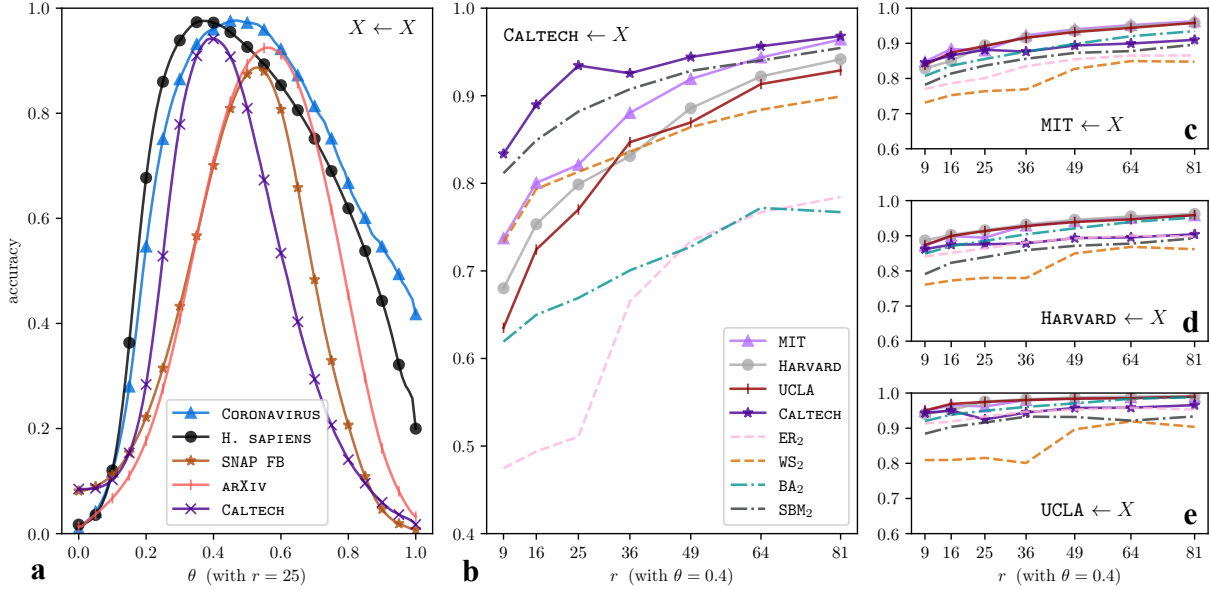 X ← X
accuracy
1.0
0.8
0.6
0.4
0.2
0.0
CORONAVIRUS
H. SAPIENS
SNAP FB
ARXIV
CALTECH
0.0 0.2 0.4 0.6 0.8 1.0
θ (with r = 25)
a
CALTECH ← X
1.0
0.9
0.8
0.7
0.6
0.5
0.4
MIT
HARVARD
UCLA
CALTECH
ER₂
WS₂
BA₂
SBM₂
9 16 25 36 49 64 81
r (with θ = 0.4)
b
1.0
0.9
0.8
0.7
0.6
MIT ← X
c
9 16 25 36 49 64 81
1.0
0.9
0.8
0.7
0.6
HARVARD ← X
d
9 16 25 36 49 64 81
1.0
0.9
0.8
0.7
0.6
UCLA ← X
e
9 16 25 36 49 64 81
r (with θ = 0.4)